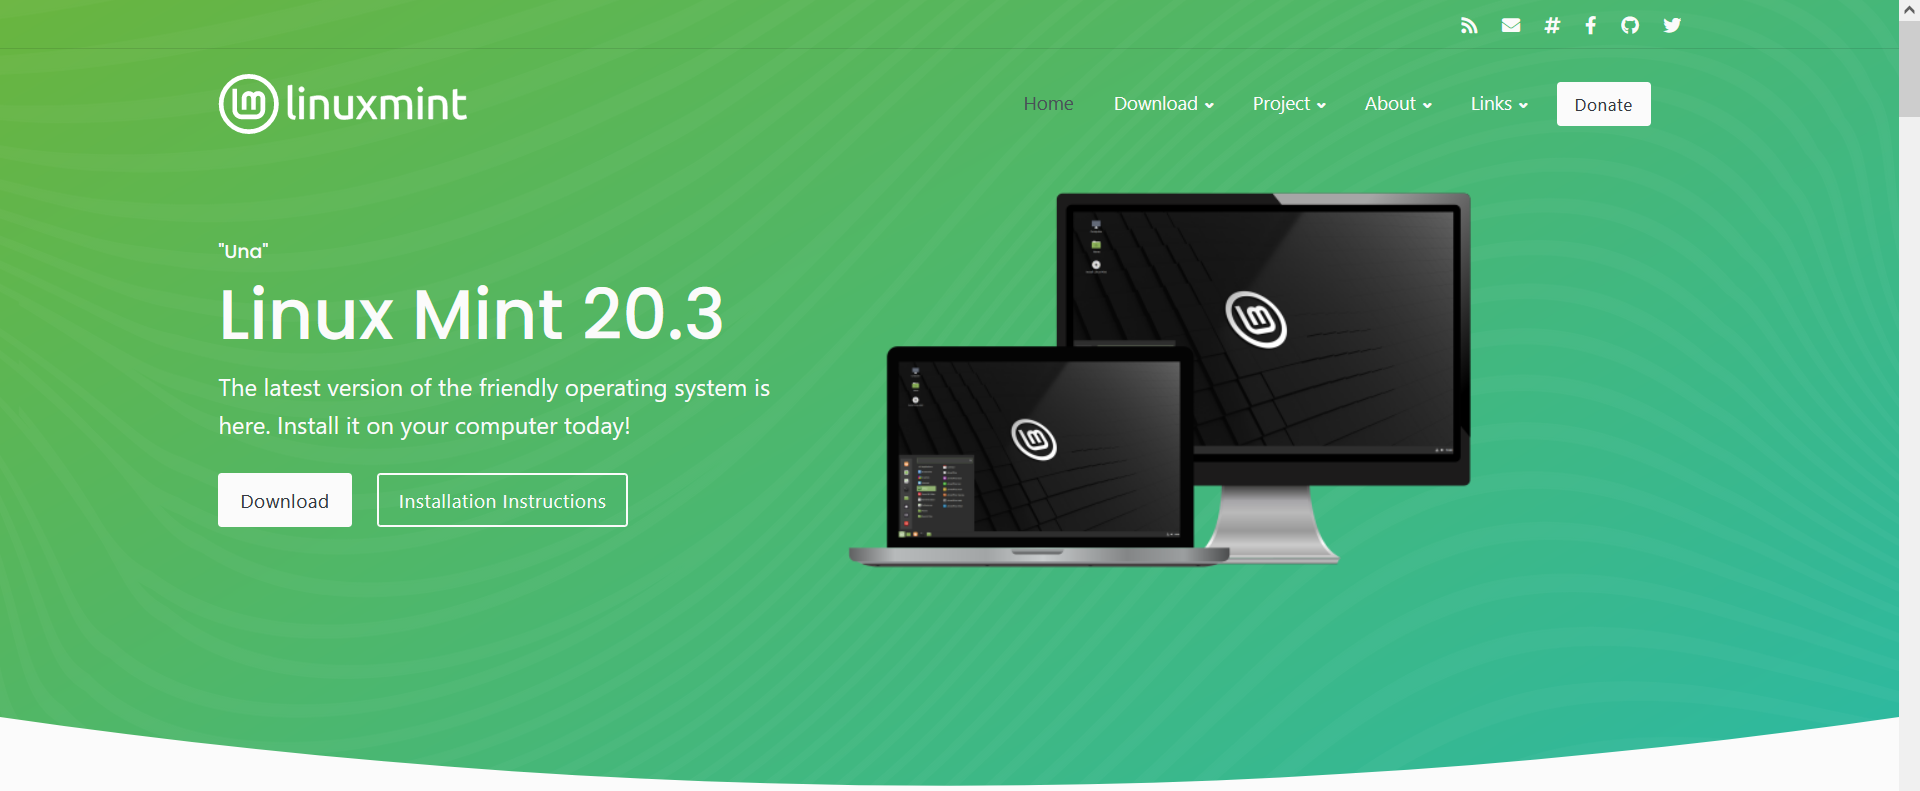 linuxmint
Home Download Project About Links Donate
"Una"
Linux Mint 20.3
The latest version of the friendly operating system is
here. Install it on your computer today!
Download Installation Instructions